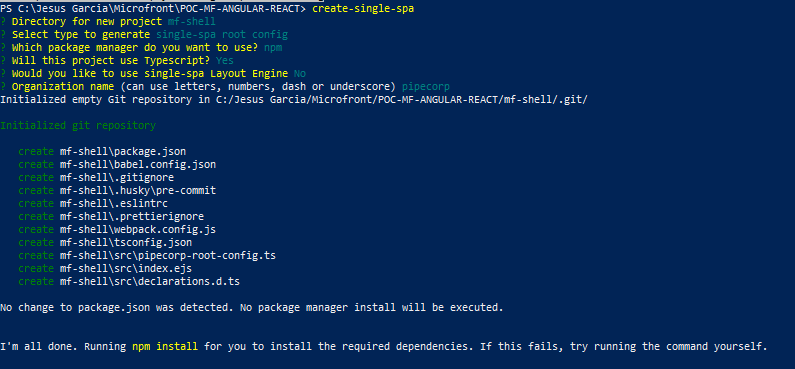 PS C:\Jesus Garcia\Microfront\POC-MF-ANGULAR-REACT> create-single-spa
? Directory for new project mf-shell
? Select type to generate single-spa root config
? Which package manager do you want to use? npm
? Will this project use Typescript? Yes
? Would you like to use single-spa Layout Engine No
? Organization name (can use letters, numbers, dash or underscore) pipecorp
Initialized empty Git repository in C:/Jesus Garcia/Microfront/POC-MF-ANGULAR-REACT/mf-shell/.git/
Initialized git repository
create mf-shell\package.json
create mf-shell\babel.config.json
create mf-shell\.gitignore
create mf-shell\.husky\pre-commit
create mf-shell\.eslintrc
create mf-shell\.prettierignore
create mf-shell\webpack.config.js
create mf-shell\tsconfig.json
create mf-shell\src\pipecorp-root-config.ts
create mf-shell\src\index.ejs
create mf-shell\src\declarations.d.ts
No change to package.json was detected. No package manager install will be executed.
I'm all done. Running npm install for you to install the required dependencies. If this fails, try running the command yourself.